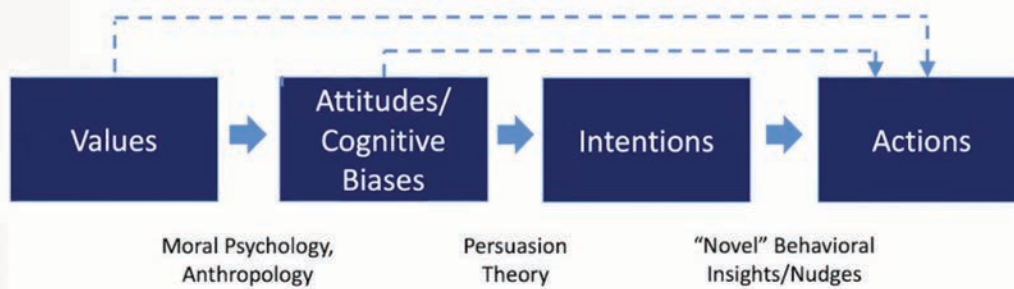 Values
Attitudes/
Cognitive
Biases
Intentions
Actions
Moral Psychology,
Anthropology
Persuasion
Theory
“Novel” Behavioral
Insights/Nudges